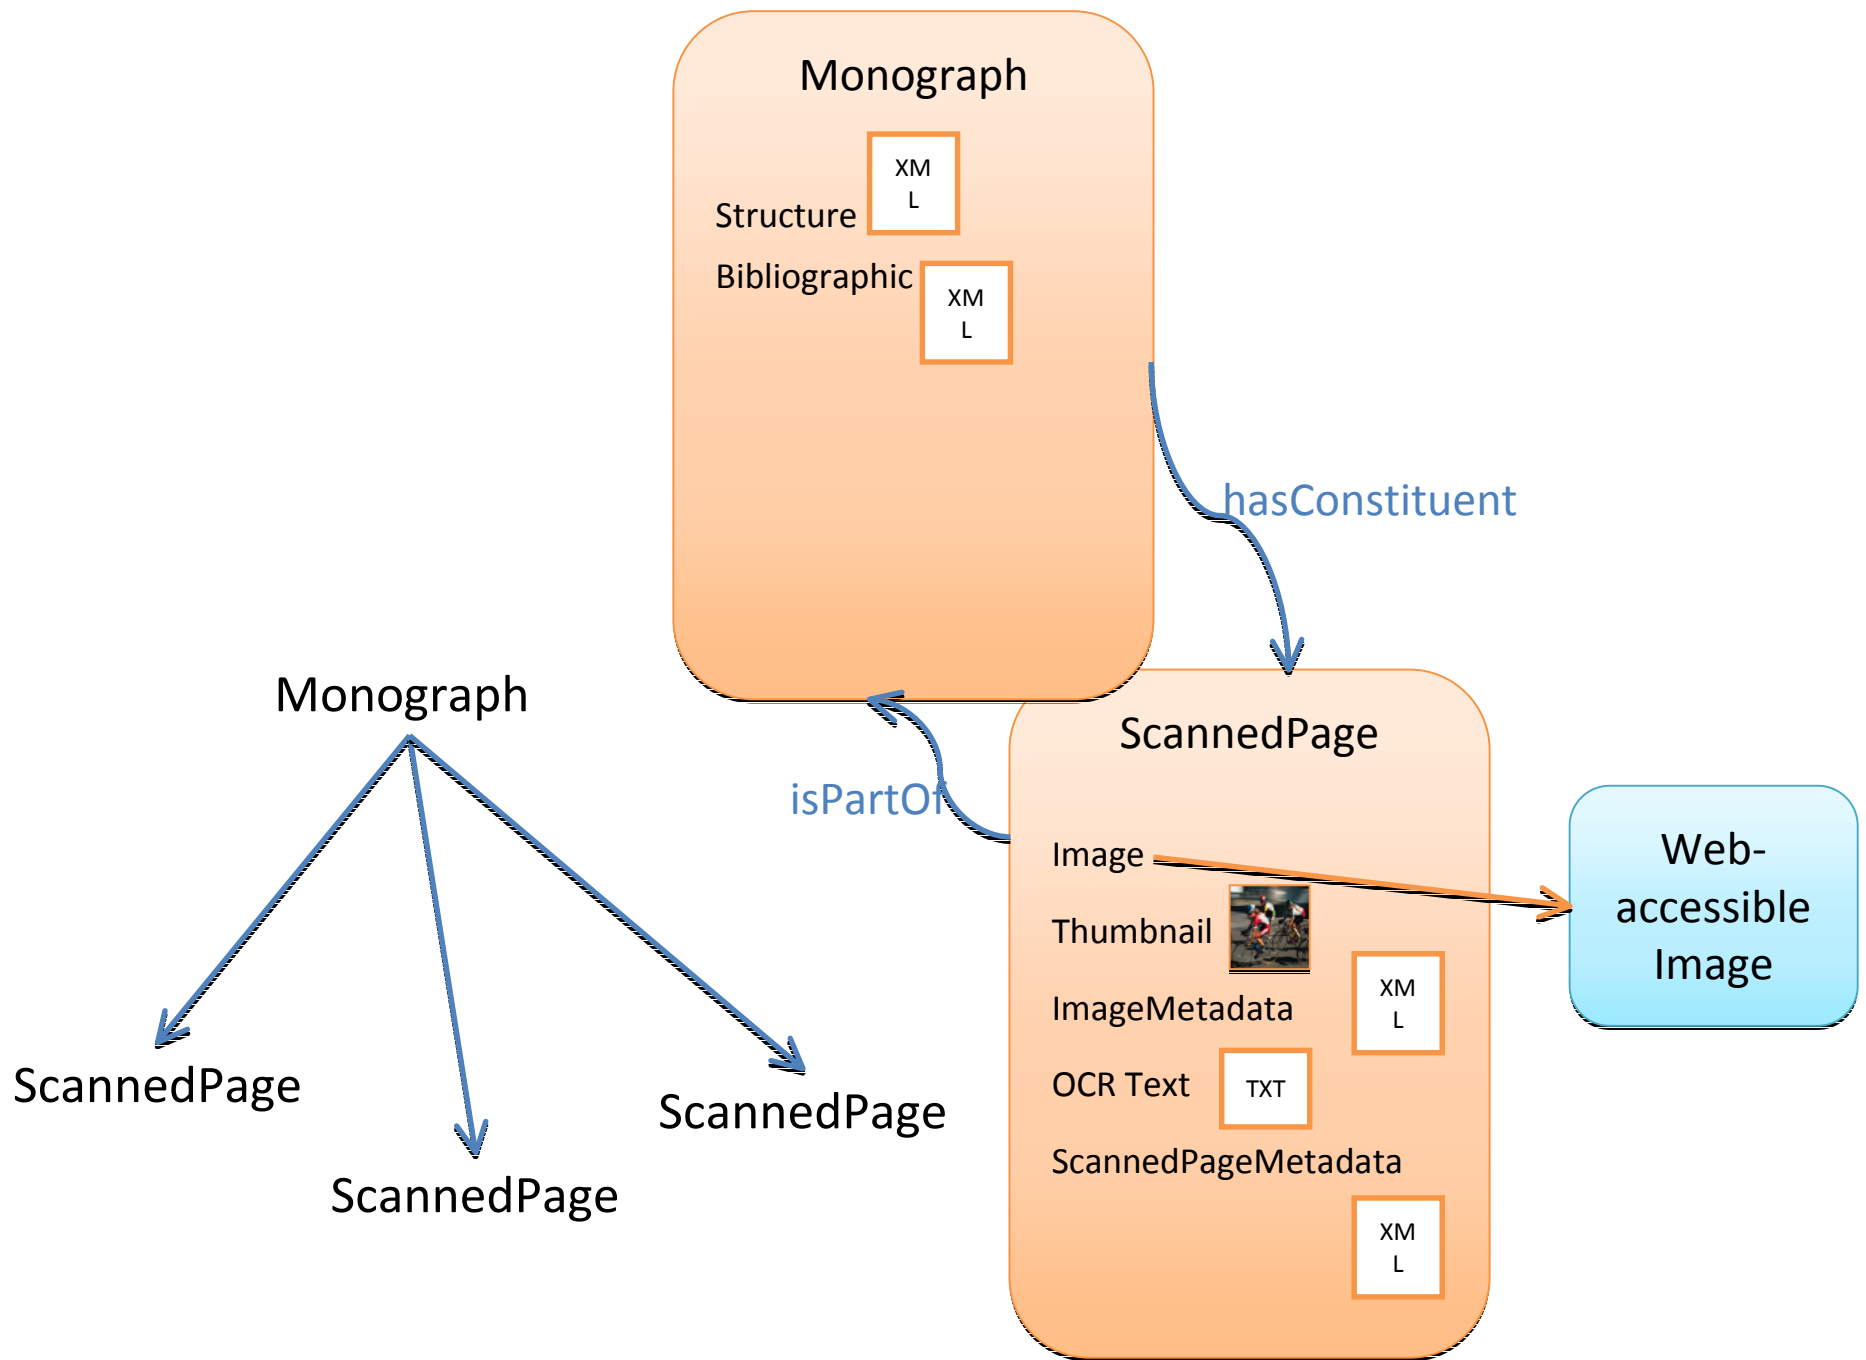 Monograph
XM
L
Structure
Bibliographic
XM
L
hasConstituent
Monograph
isPartOf
ScannedPage
ScannedPage
ScannedPage
ScannedPage
Image
Thumbnail
ImageMetadata
XM
L
OCR Text
TXT
ScannedPageMetadata
XM
L
Web-
accessible
Image